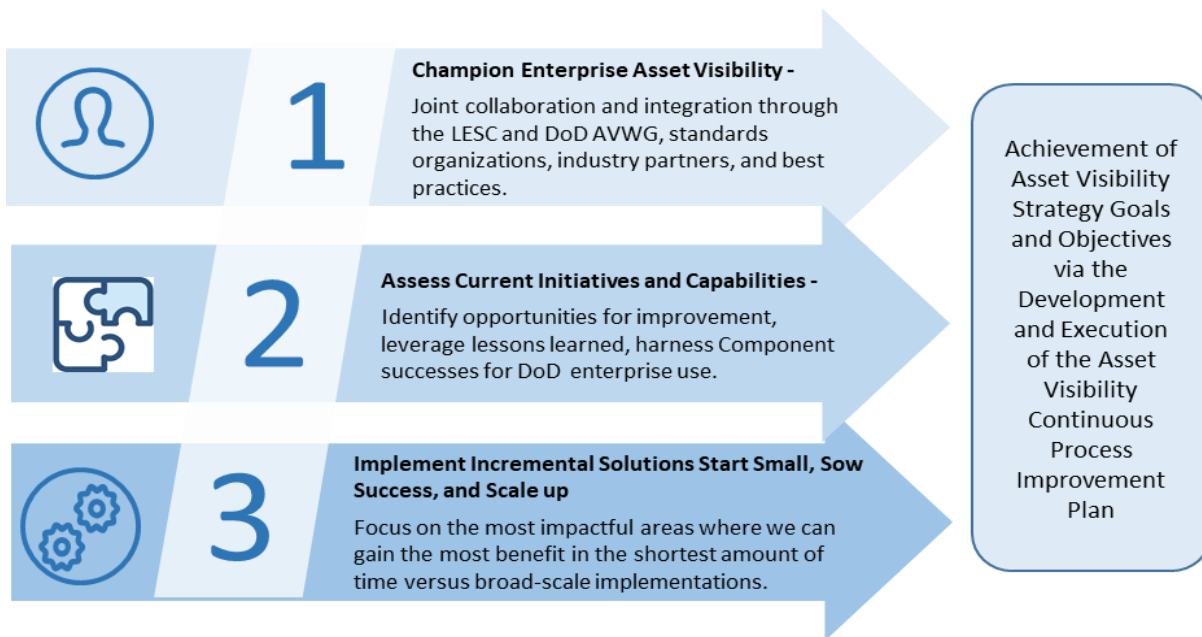 1
Champion Enterprise Asset Visibility -
Joint collaboration and integration through
the LESC and DoD AVWG, standards
organizations, industry partners, and best
practices.
2
Assess Current Initiatives and Capabilities -
Identify opportunities for improvement,
leverage lessons learned, harness Component
successes for DoD enterprise use.
3
Implement Incremental Solutions Start Small, Sow
Success, and Scale up
Focus on the most impactful areas where we can
gain the most benefit in the shortest amount of
time versus broad-scale implementations.
Achievement of
Asset Visibility
Strategy Goals
and Objectives
via the
Development
and Execution
of the Asset
Visibility
Continuous
Process
Improvement
Plan